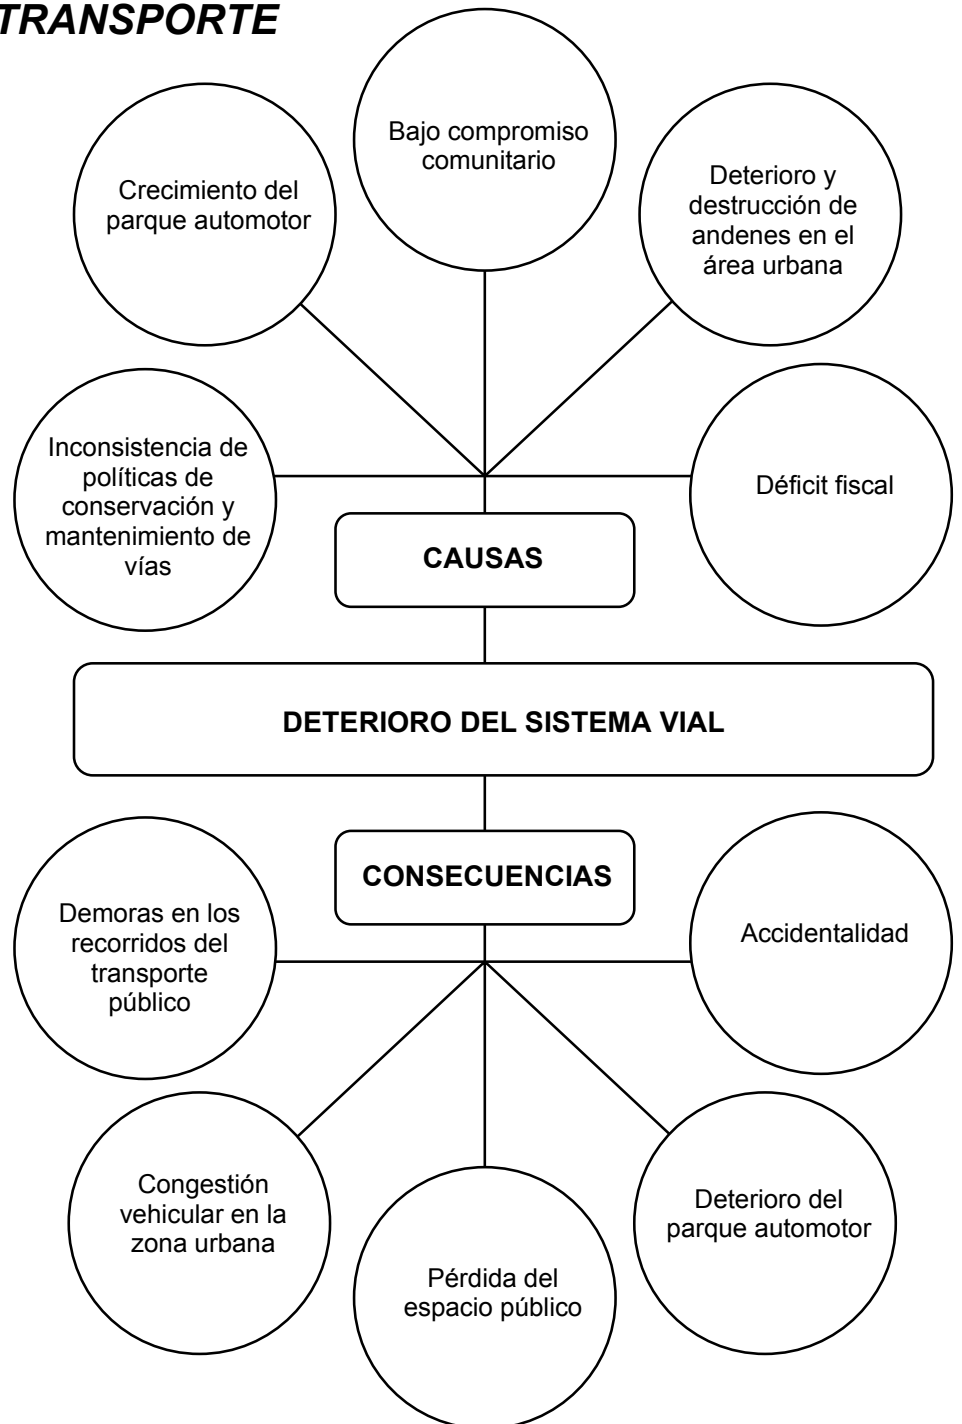 TRANSPORTE
Bajo compromiso
comunitario
Crecimiento del
parque automotor
Deterioro y
destrucción de
andenes en el
área urbana
Inconsistencia de
políticas de
conservación y
mantenimiento de
vías
Déficit fiscal
CAUSAS
DETERIORO DEL SISTEMA VIAL
CONSECUENCIAS
Demoras en los
recorridos del
transporte
público
Accidentalidad
Congestión
vehicular en la
zona urbana
Pérdida del
espacio público
Deterioro del
parque automotor